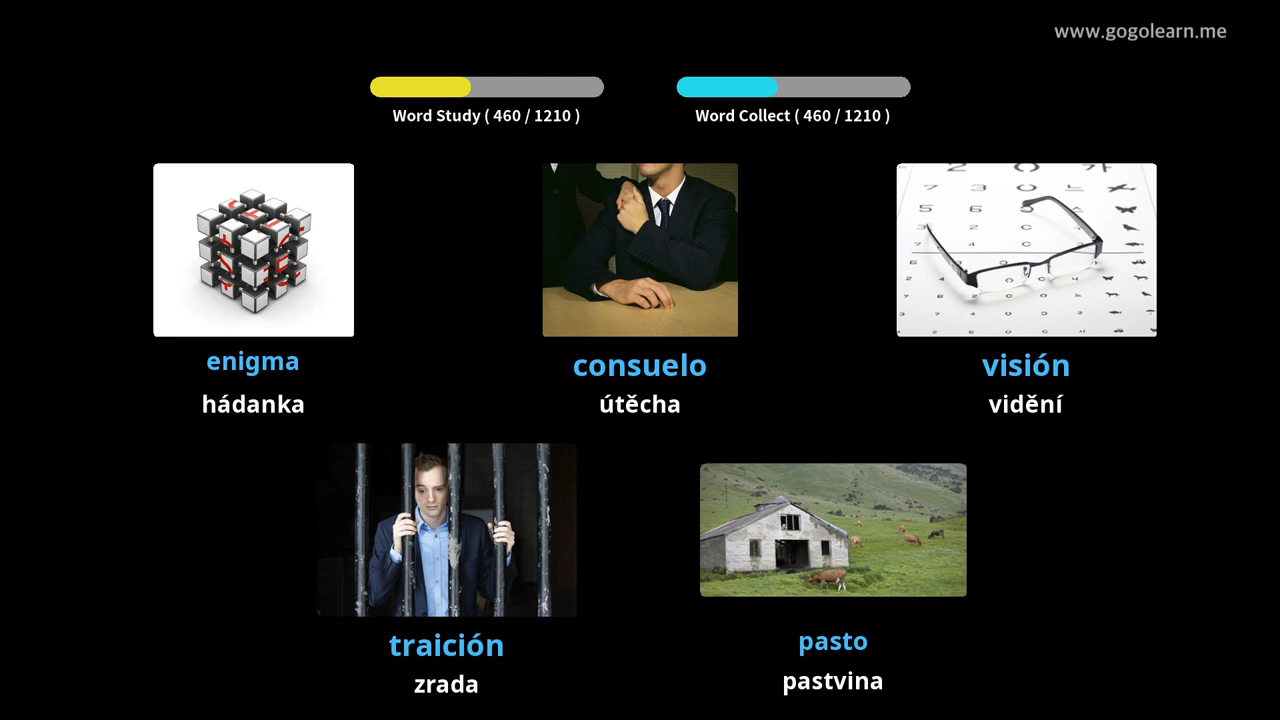 www.gogolearn.me
Word Study ( 460 / 1210 )
Word Collect ( 460 / 1210 )
enigma
hádanka
consuelo
útěcha
visión
vidění
traición
zrada
pasto
pastvina